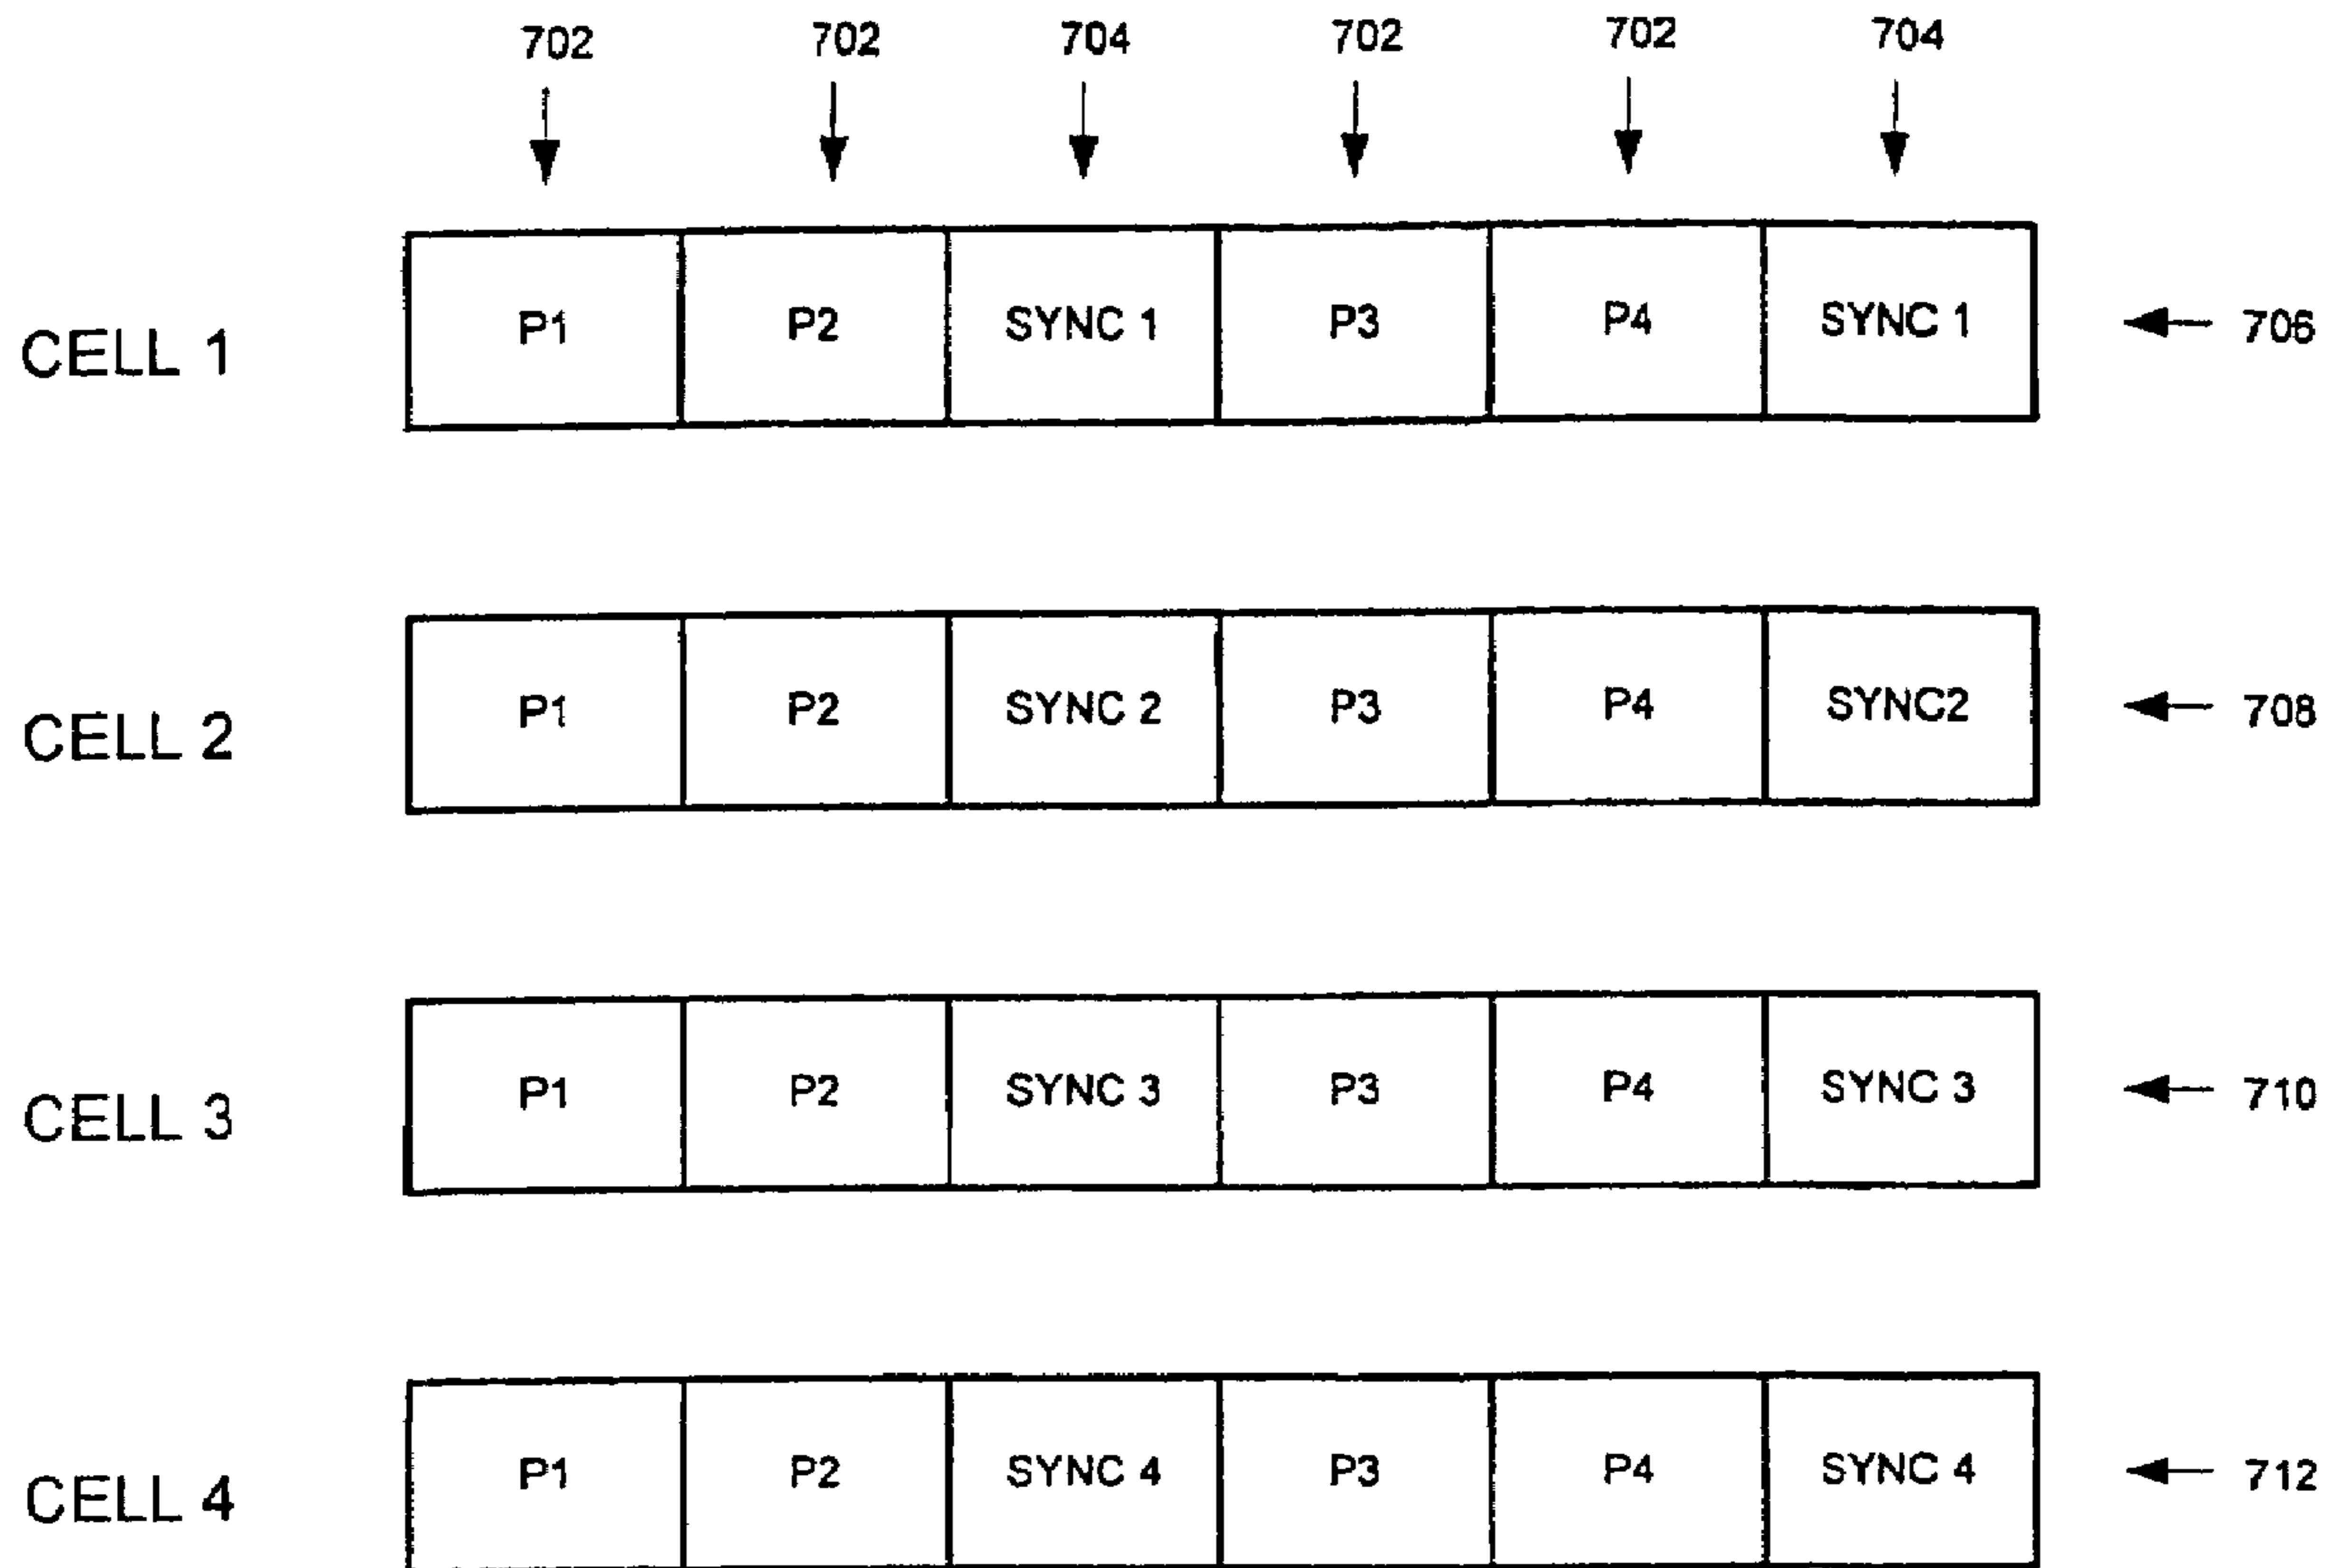 702 702 704 702 702 704
CELL 1 P1 P2 SYNC 1 P3 P4 SYNC 1 706
CELL 2 P1 P2 SYNC 2 P3 P4 SYNC2 708
CELL 3 P1 P2 SYNC 3 P3 P4 SYNC 3 710
CELL 4 P1 P2 SYNC 4 P3 P4 SYNC 4 712